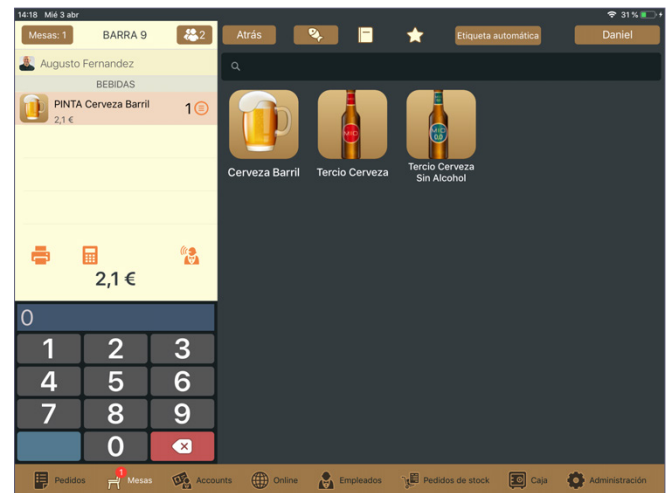 14:18 Mié 3 abr
31 %
Mesas: 1
BARRA 9
2
Atrás
Etiqueta automática
Daniel
Augusto Fernandez
BEBIDAS
PINTA Cerveza Barril
1
2,1 €
Cerveza Barril
Tercio Cerveza
Tercio Cerveza
Sin Alcohol
2,1 €
0
1 2 3
4 5 6
7 8 9
0
Pedidos
1
Mesas
Accounts
Online
Empleados
Pedidos de stock
Caja
Administración